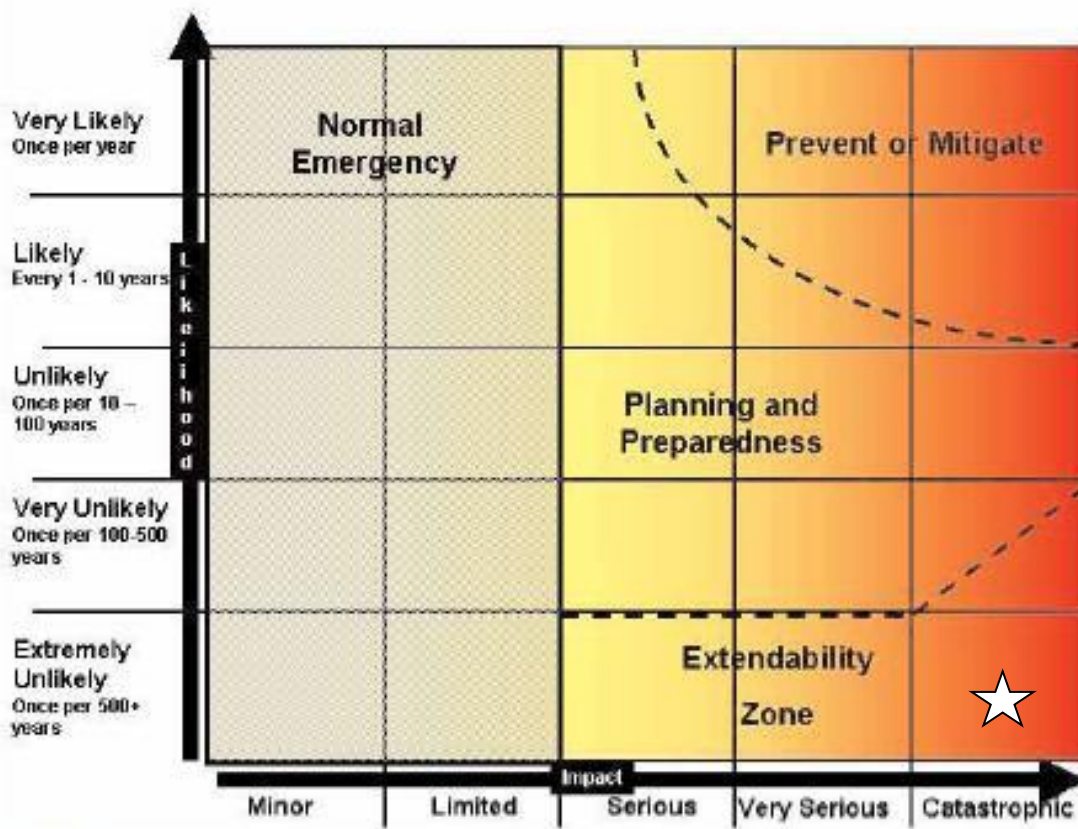 Very Likely
Once per year
Normal
Emergency
Prevent or Mitigate
Likely
Every 1 - 10 years
Likelihood
Unlikely
Once per 10 –
100 years
Planning and
Preparedness
Very Unlikely
Once per 100-500
years
Extremely
Unlikely
Once per 500+
years
Extendability
Zone
Impact
Minor
Limited
Serious
Very Serious
Catastrophic